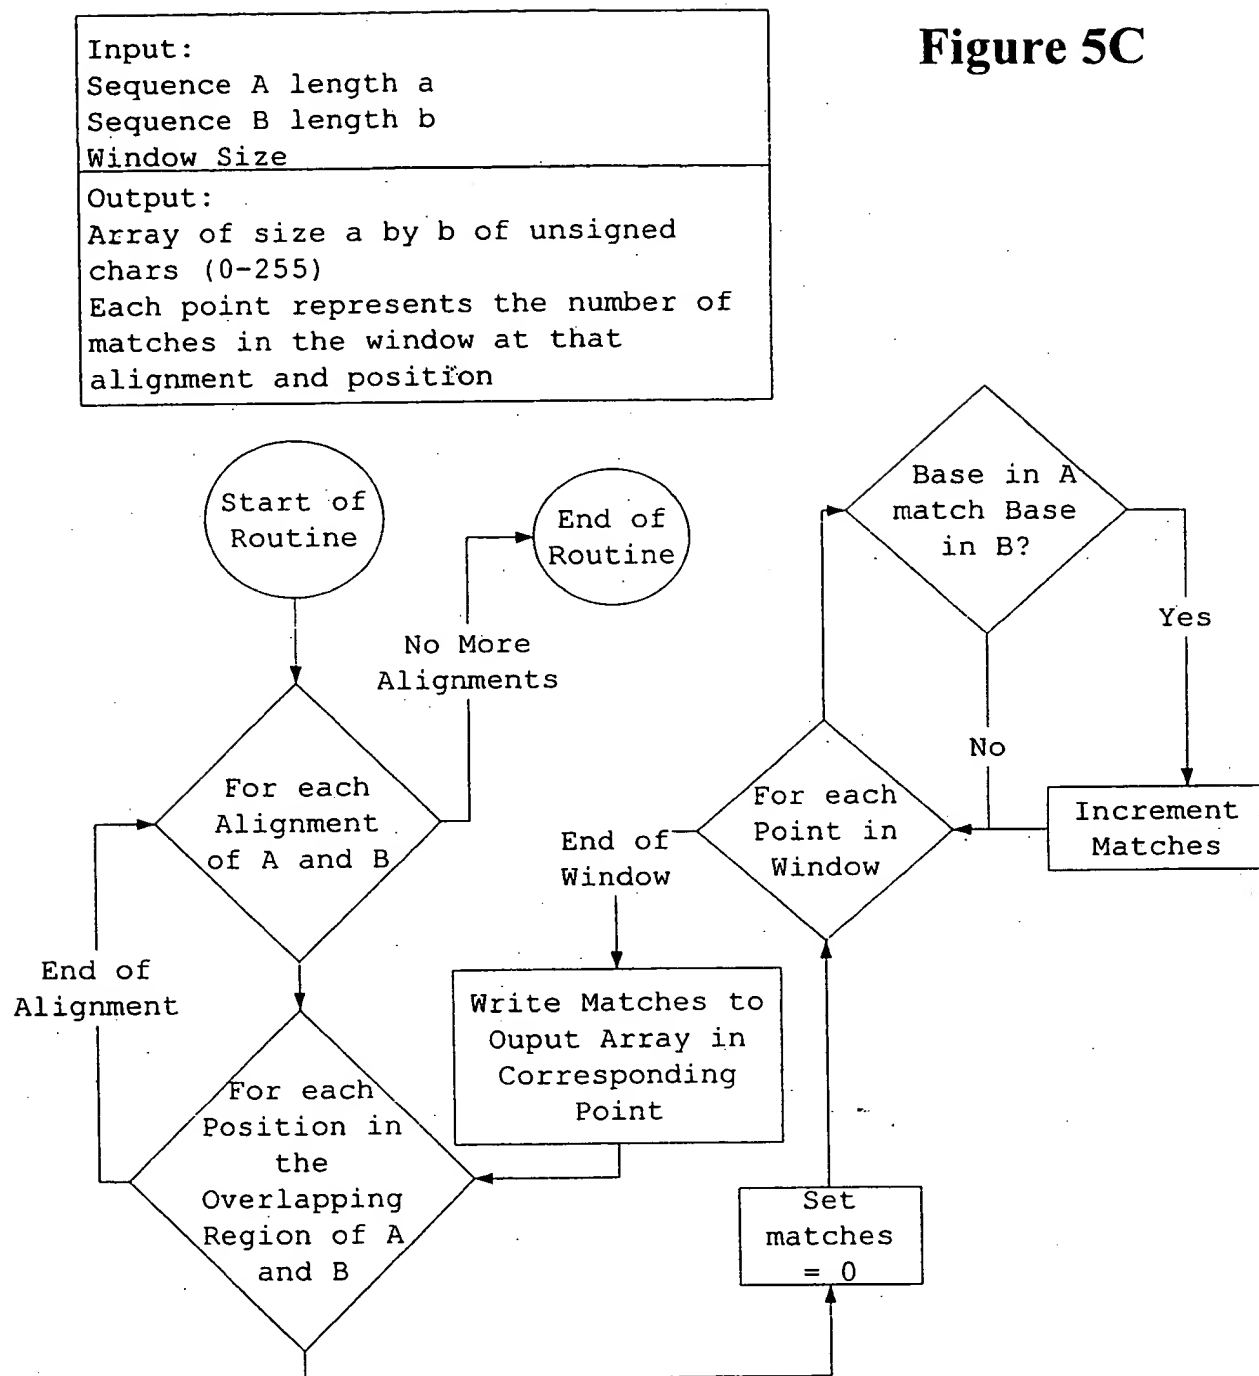 Figure 5C
Input:
Sequence A length a
Sequence B length b
Window Size
Output:
Array of size a by b of unsigned
chars (0-255)
Each point represents the number of
matches in the window at that
alignment and position
Start of
Routine
End of
Routine
No More
Alignments
For each
Alignment
of A and B
End of
Alignment
For each
Position in
the
Overlapping
Region of A
and B
Base in A
match Base
in B?
Yes
No
Increment
Matches
For each
Point in
Window
End of
Window
Write Matches to
Ouput Array in
Corresponding
Point
Set
matches
= 0